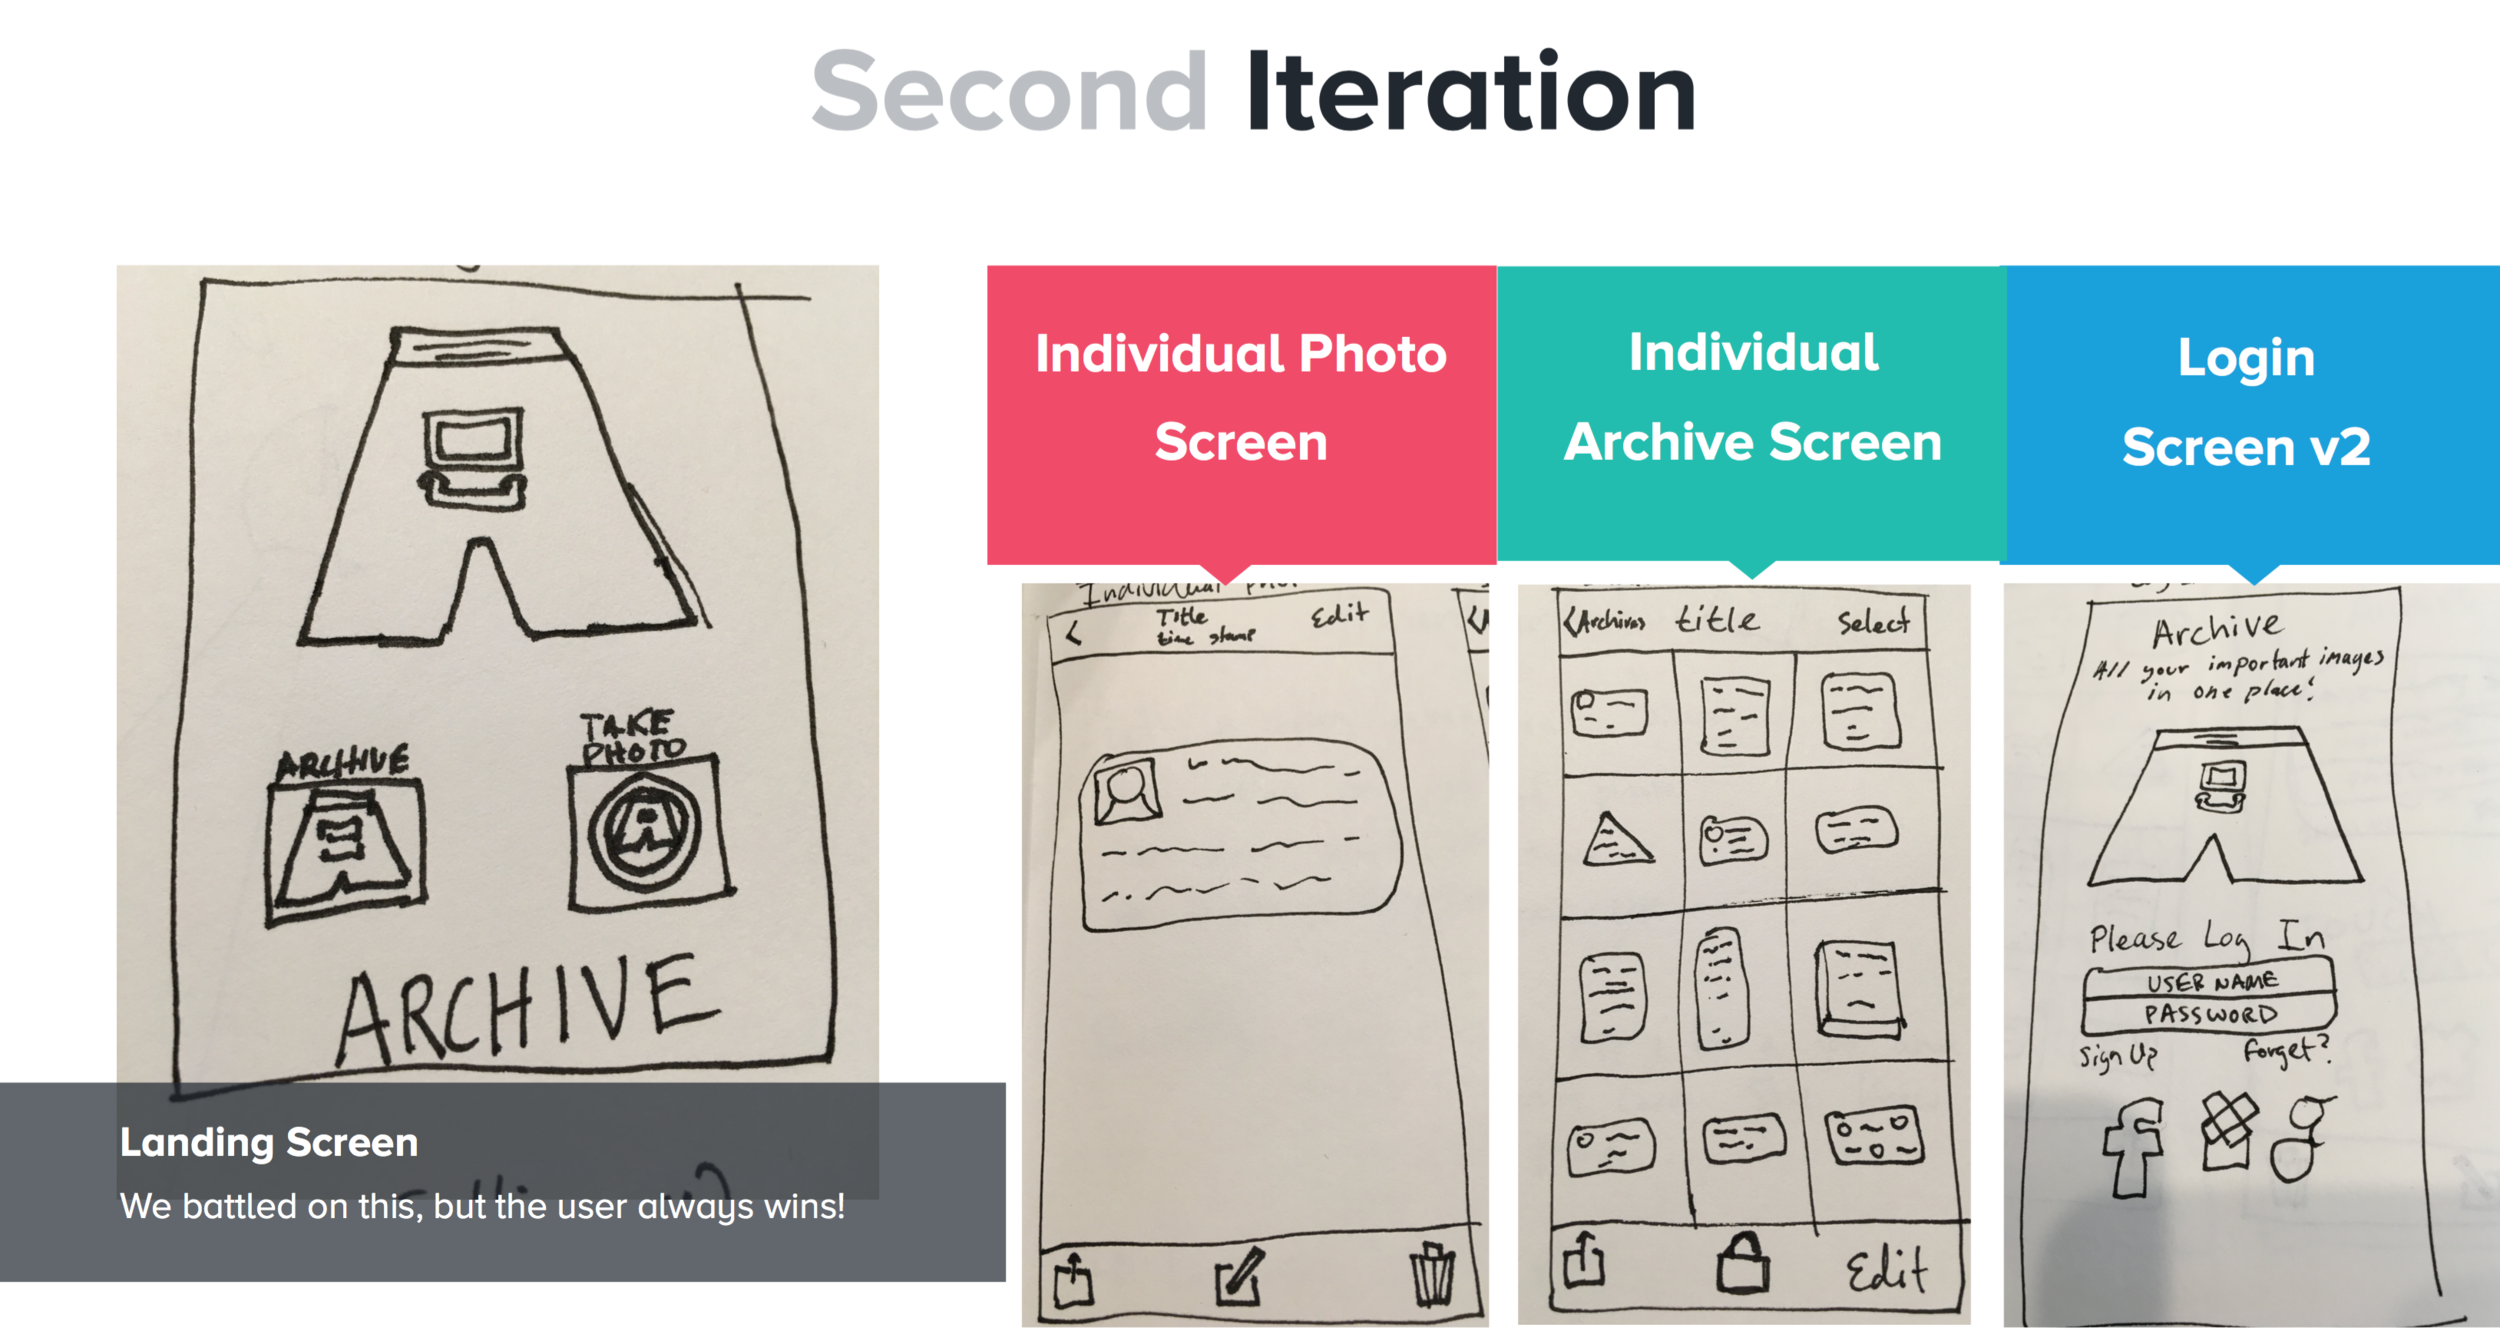 Second Iteration
ARCHIVE
TAKE
PHOTO
ARCHIVE
Landing Screen
We battled on this, but the user always wins!
Individual Photo
Screen
Individual
Title
time stamp
Edit
Individual
Archive Screen
<Archives
title
Select
Edit
Login
Screen v2
Archive
All your important images
in one place!
Please Log In
USER NAME
PASSWORD
Sign Up
Forget?